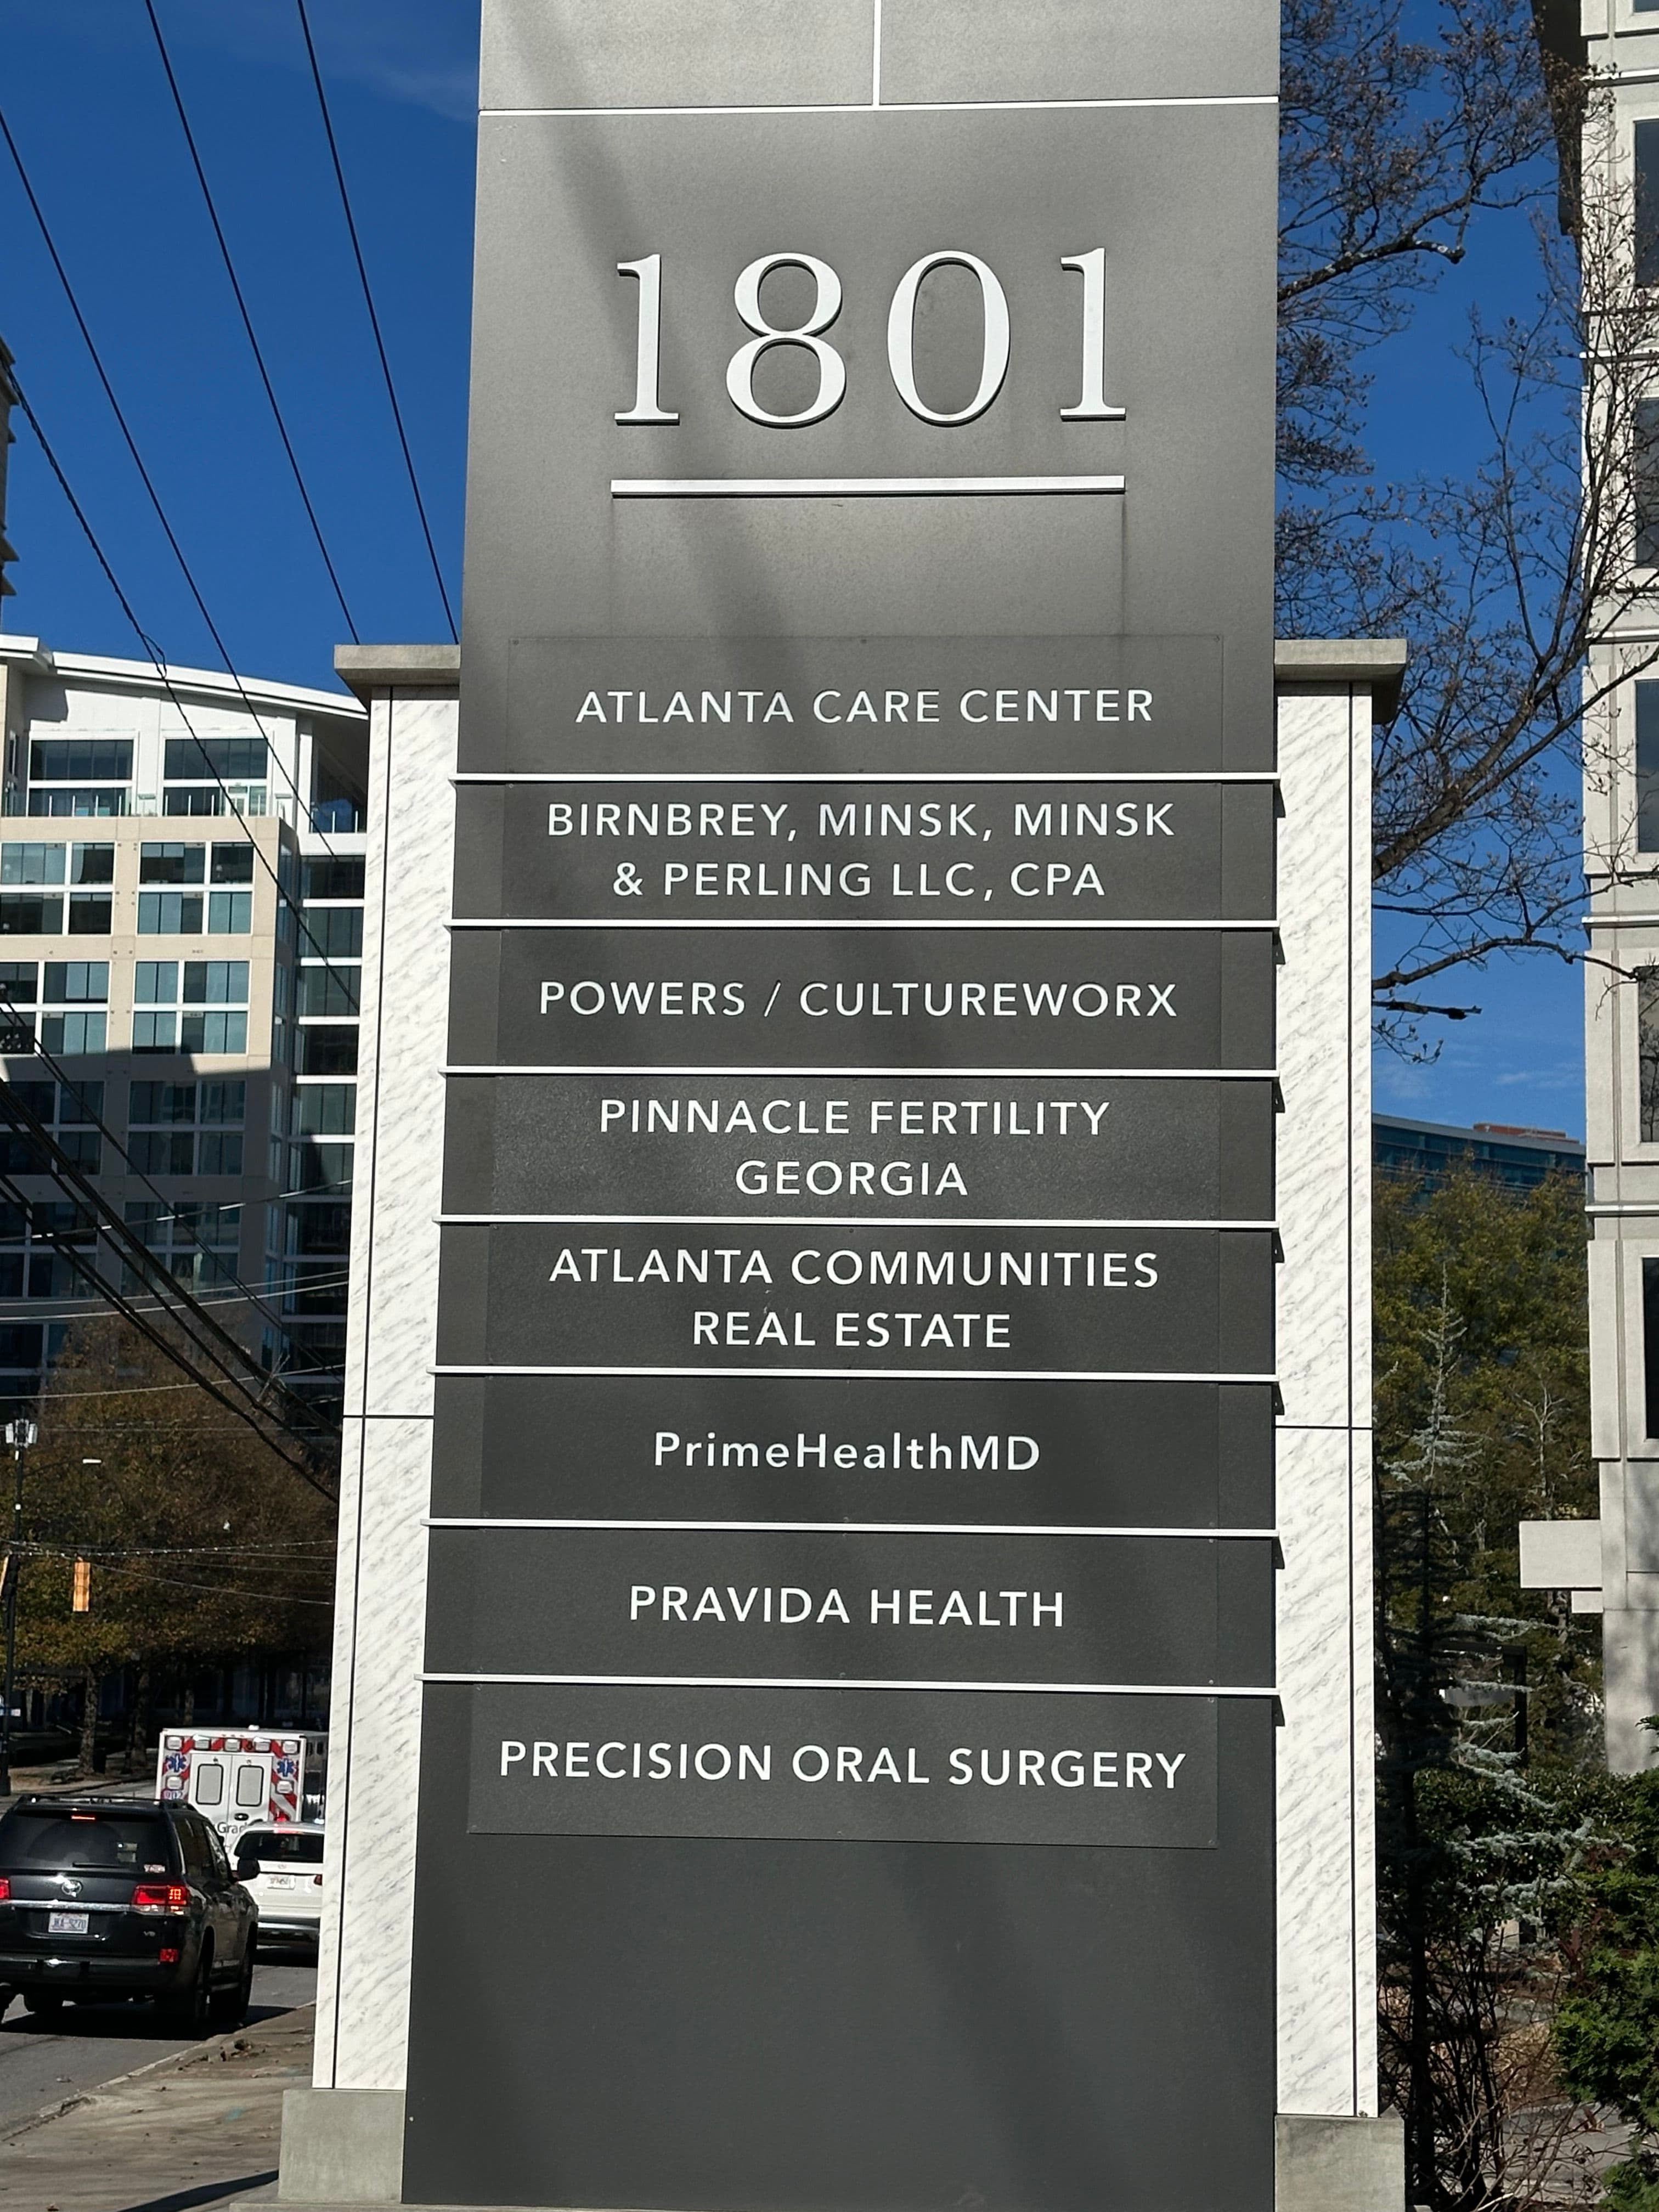 1801
ATLANTA CARE CENTER
BIRNBREY, MINSK, MINSK
& PERLING LLC, CPA
POWERS / CULTUREWORX
PINNACLE FERTILITY
GEORGIA
ATLANTA COMMUNITIES
REAL ESTATE
PrimeHealthMD
PRAVIDA HEALTH
PRECISION ORAL SURGERY